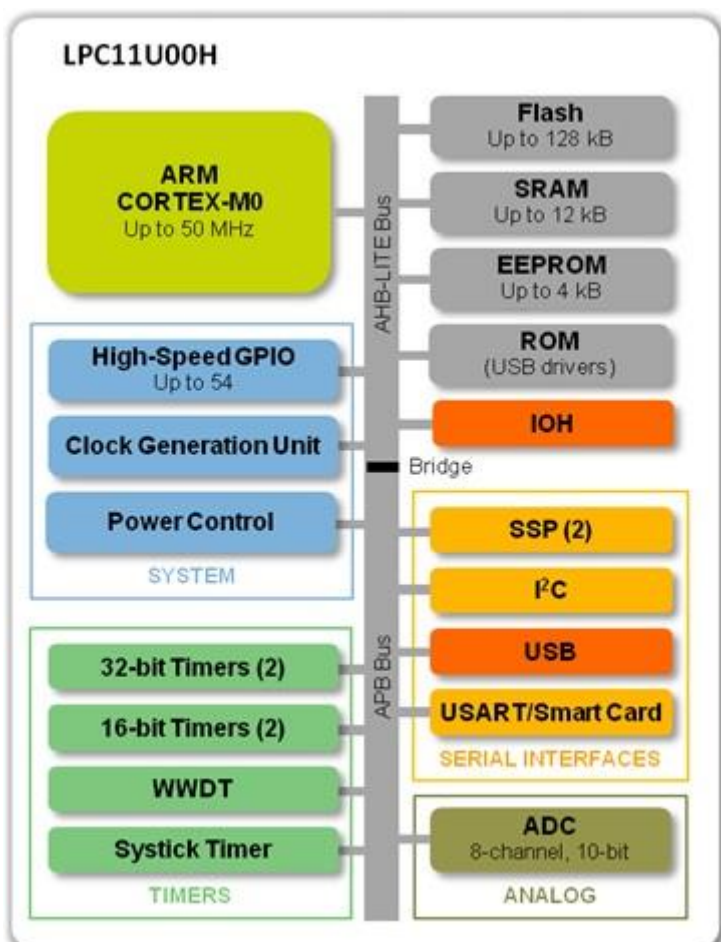 LPC11U00H
ARM
CORTEX-M0
Up to 50 MHz
High-Speed GPIO
Up to 54
Clock Generation Unit
Power Control
SYSTEM
32-bit Timers (2)
16-bit Timers (2)
WWDT
Systick Timer
TIMERS
AHB-LITE Bus
Bridge
APB Bus
Flash
Up to 128 kB
SRAM
Up to 12 kB
EEPROM
Up to 4 kB
ROM
(USB drivers)
IOH
SSP (2)
I²C
USB
USART/Smart Card
SERIAL INTERFACES
ADC
8-channel, 10-bit
ANALOG